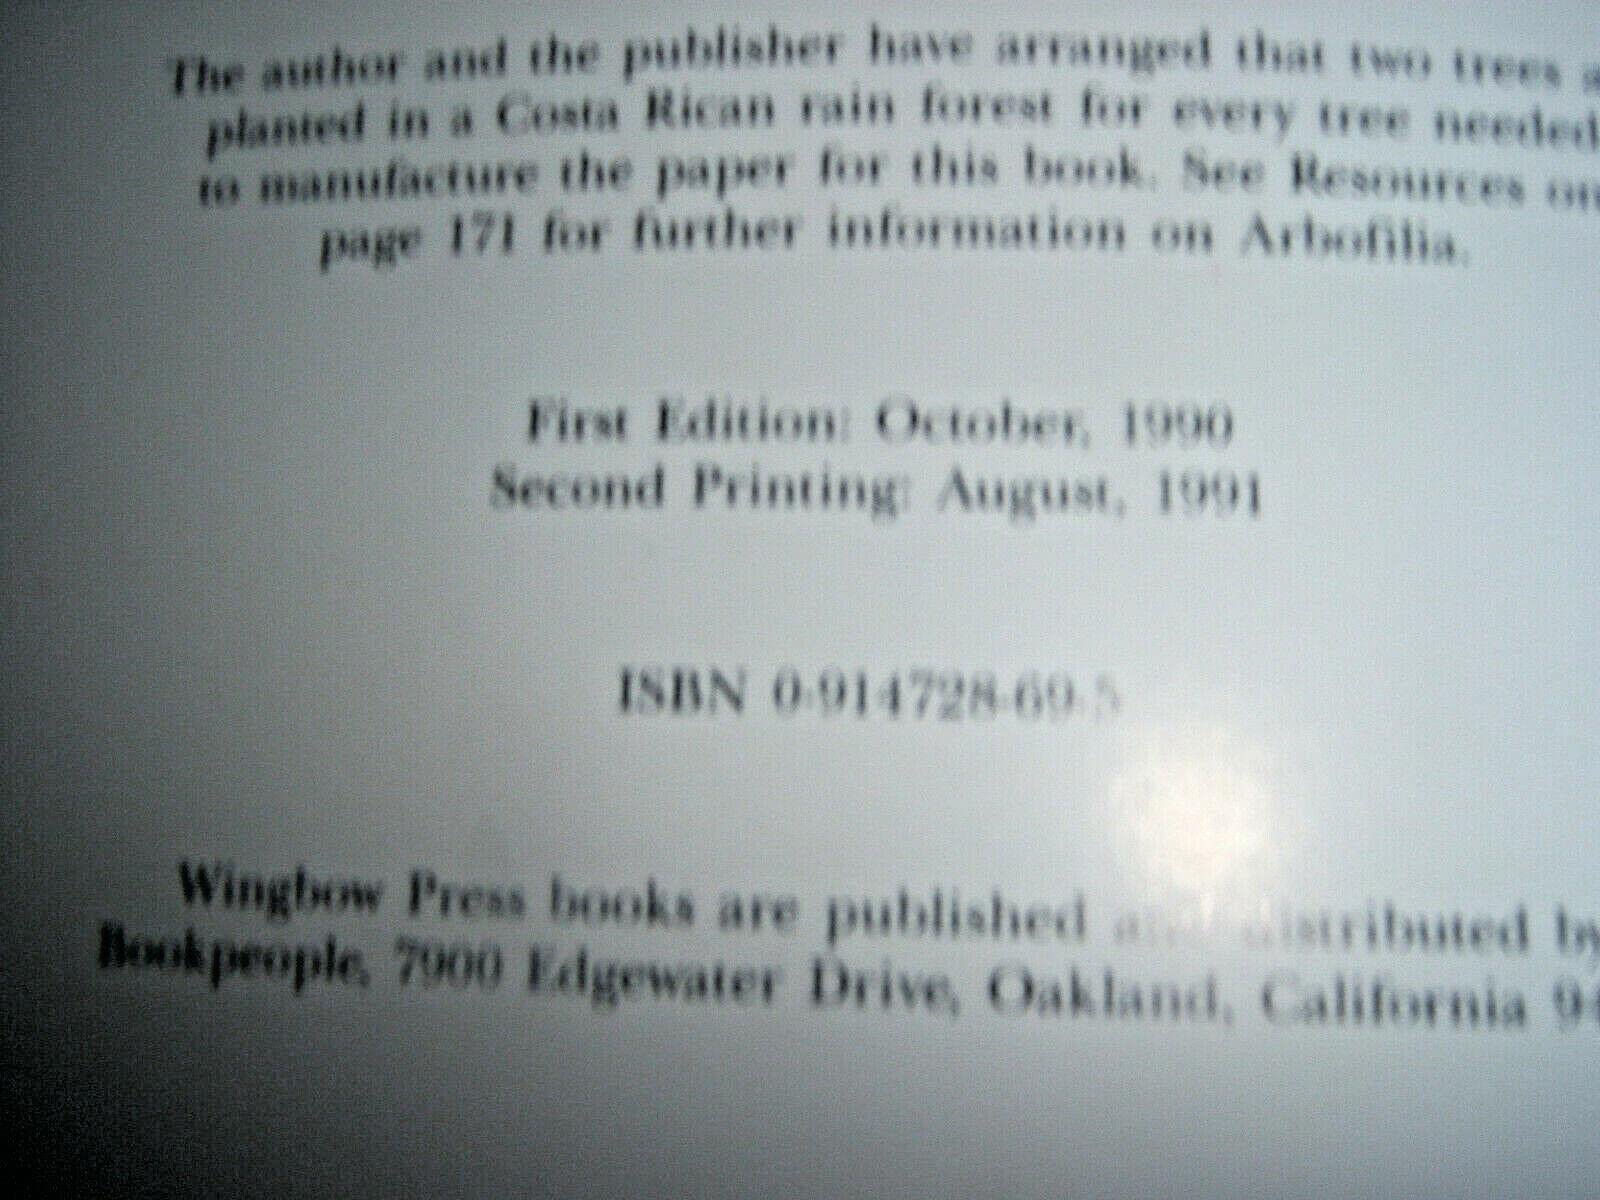 The author and the publisher have arranged that two trees a
planted in a Costa Rican rain forest for every tree needed
to manufacture the paper for this book. See Resources on
page 171 for further information on Arbofilia.
First Edition: October, 1990
Second Printing: August, 1991
ISBN 0-914728-69-5
Wingbow Press books are published and distributed by
Bookpeople, 7900 Edgewater Drive, Oakland, California 94